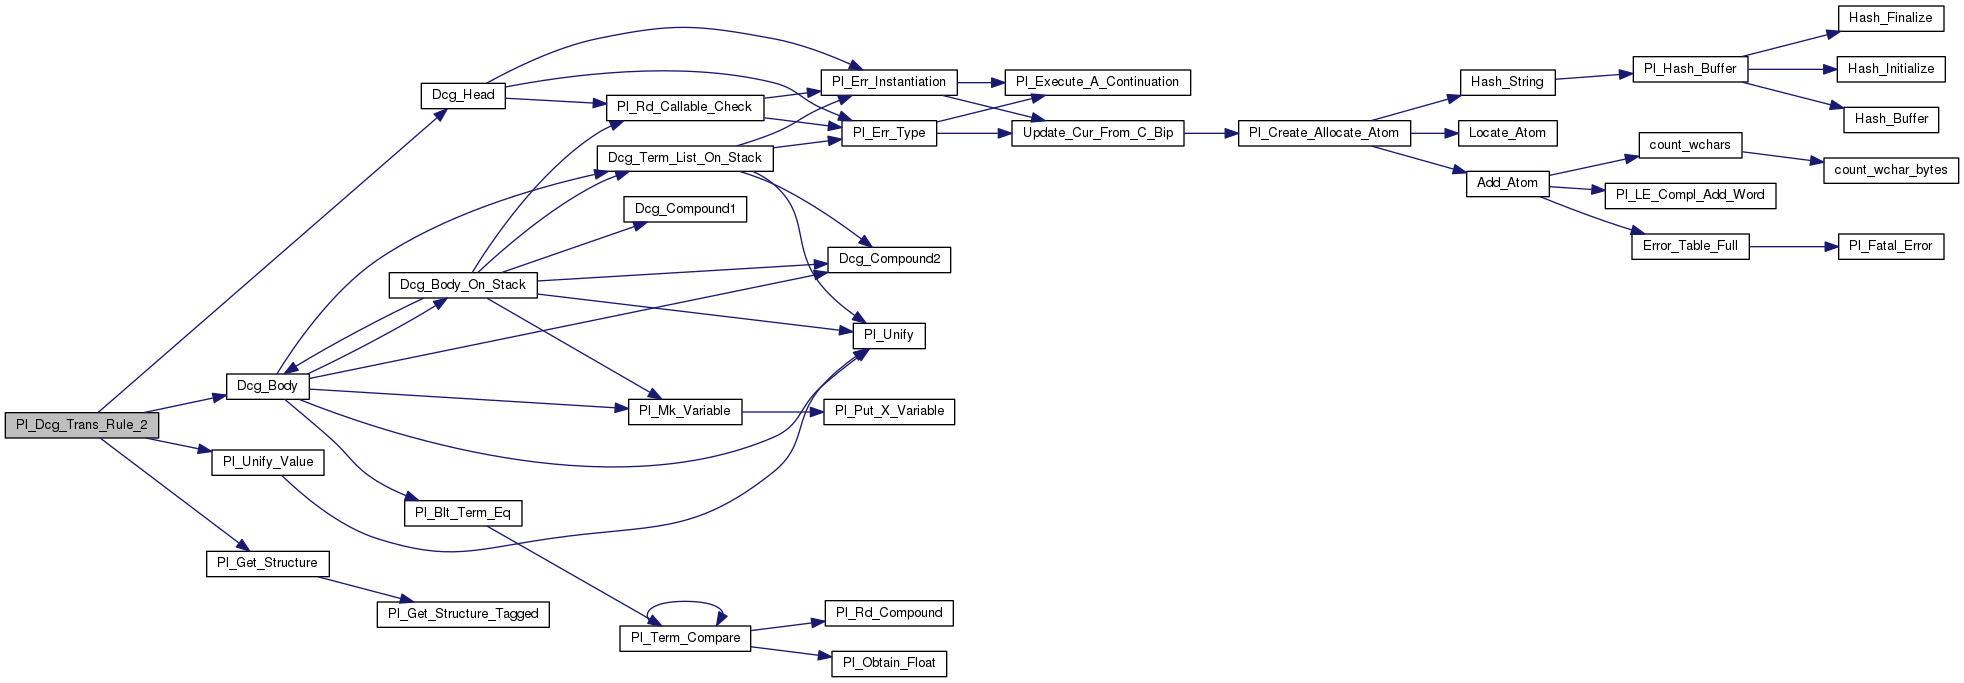 Pl_Dcg_Trans_Rule_2
Dcg_Head
Dcg_Body
Pl_Unify_Value
Pl_Get_Structure
Pl_Get_Structure_Tagged
Dcg_Body_On_Stack
Pl_Blt_Term_Eq
Pl_Rd_Callable_Check
Dcg_Term_List_On_Stack
Dcg_Compound1
Pl_Mk_Variable
Pl_Term_Compare
Pl_Err_Instantiation
Pl_Err_Type
Dcg_Compound2
Pl_Unify
Pl_Put_X_Variable
Pl_Rd_Compound
Pl_Obtain_Float
Pl_Execute_A_Continuation
Update_Cur_From_C_Bip
Pl_Create_Allocate_Atom
Hash_String
Locate_Atom
Add_Atom
Pl_Hash_Buffer
count_wchars
Pl_LE_Compl_Add_Word
Error_Table_Full
Hash_Finalize
Hash_Initialize
Hash_Buffer
count_wchar_bytes
Pl_Fatal_Error